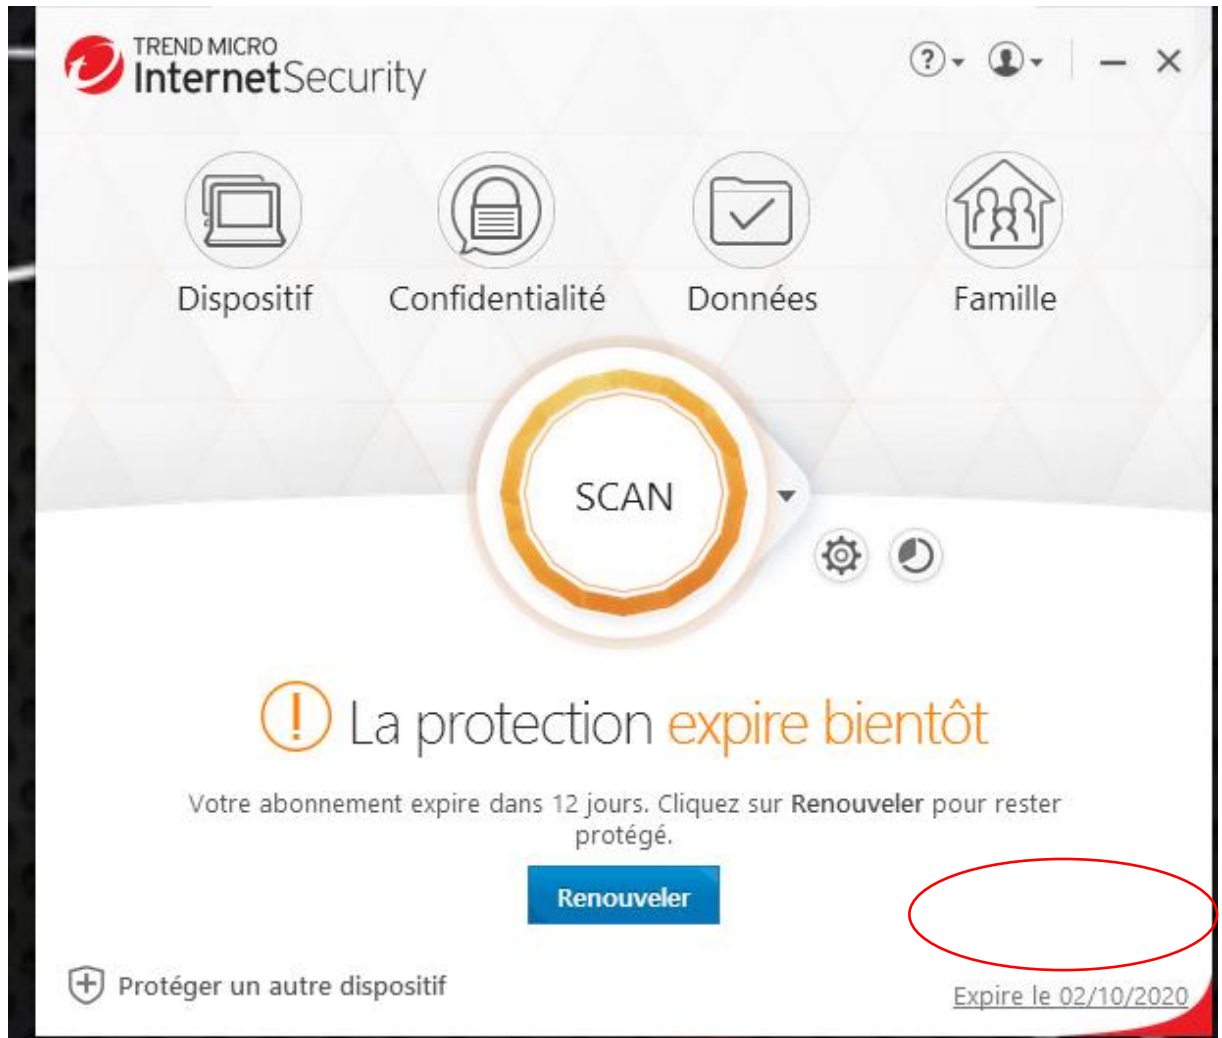 TREND MICRO
InternetSecurity
Dispositif
Confidentialité
Données
Famille
SCAN
La protection expire bientôt
Votre abonnement expire dans 12 jours. Cliquez sur Renouveler pour rester
protégé.
Renouveler
Protéger un autre dispositif
Expire le 02/10/2020